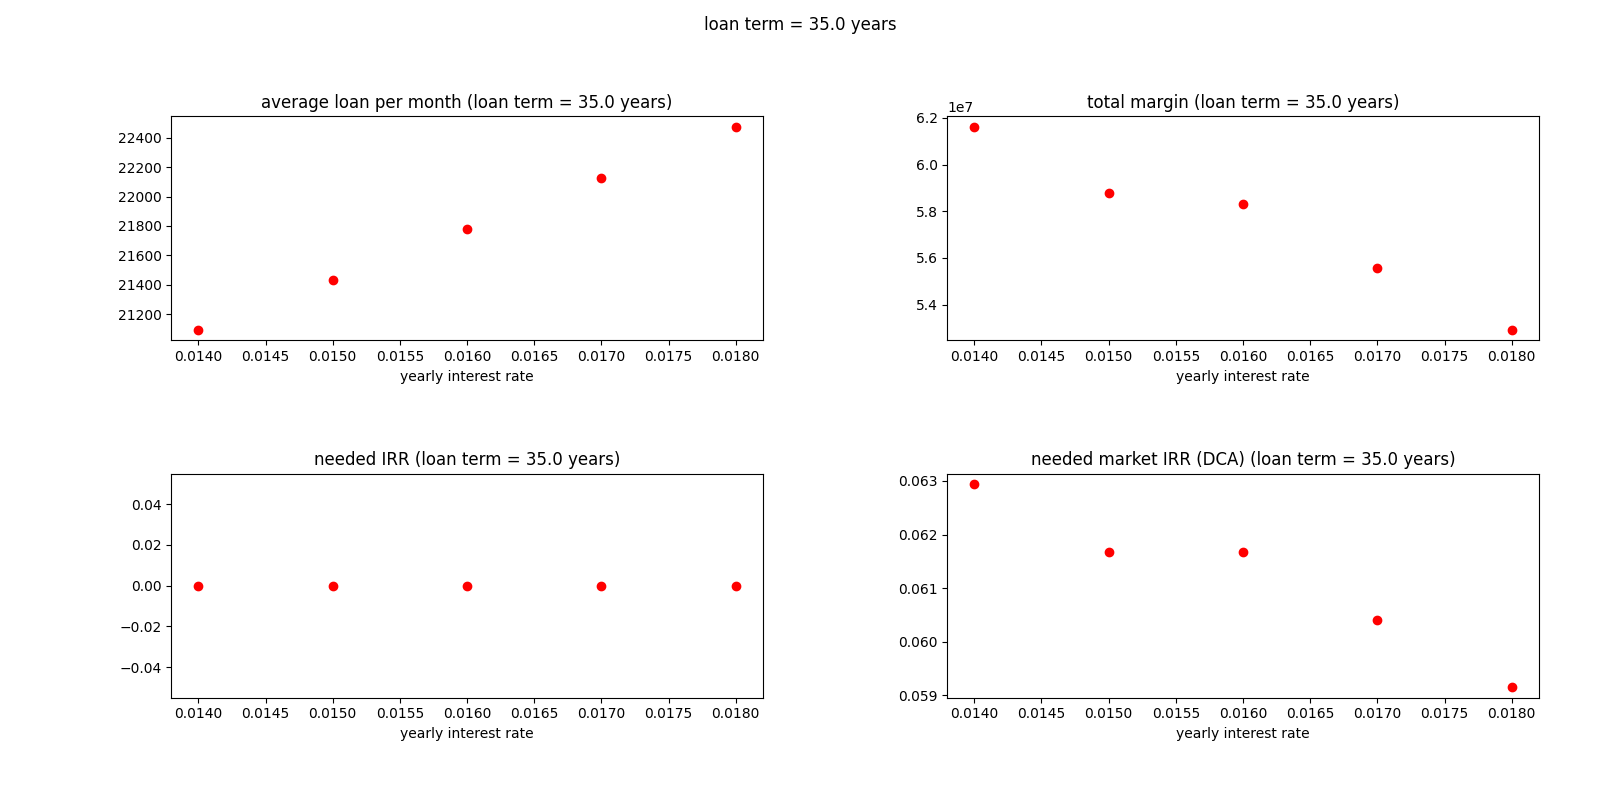 loan term = 35.0 years
average loan per month (loan term = 35.0 years)
22400
22200
22000
21800
21600
21400
21200
0.0140 0.0145 0.0150 0.0155 0.0160 0.0165 0.0170 0.0175 0.0180
yearly interest rate
total margin (loan term = 35.0 years)
1e7
6.2
6.0
5.8
5.6
5.4
0.0140 0.0145 0.0150 0.0155 0.0160 0.0165 0.0170 0.0175 0.0180
yearly interest rate
needed IRR (loan term = 35.0 years)
0.04
0.02
0.00
−0.02
−0.04
0.0140 0.0145 0.0150 0.0155 0.0160 0.0165 0.0170 0.0175 0.0180
yearly interest rate
needed market IRR (DCA) (loan term = 35.0 years)
0.063
0.062
0.061
0.060
0.059
0.0140 0.0145 0.0150 0.0155 0.0160 0.0165 0.0170 0.0175 0.0180
yearly interest rate